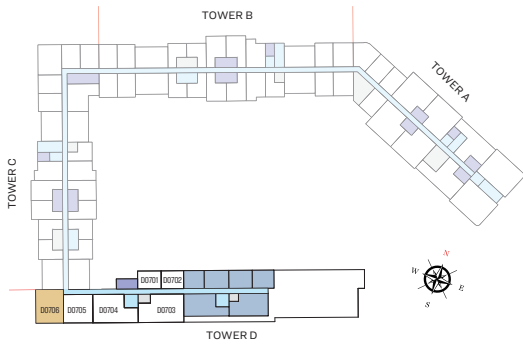 TOWER B
TOWER A
TOWER C
D0701 D0702
D0706 D0705 D0704 D0703
TOWER D
N
W
E
S